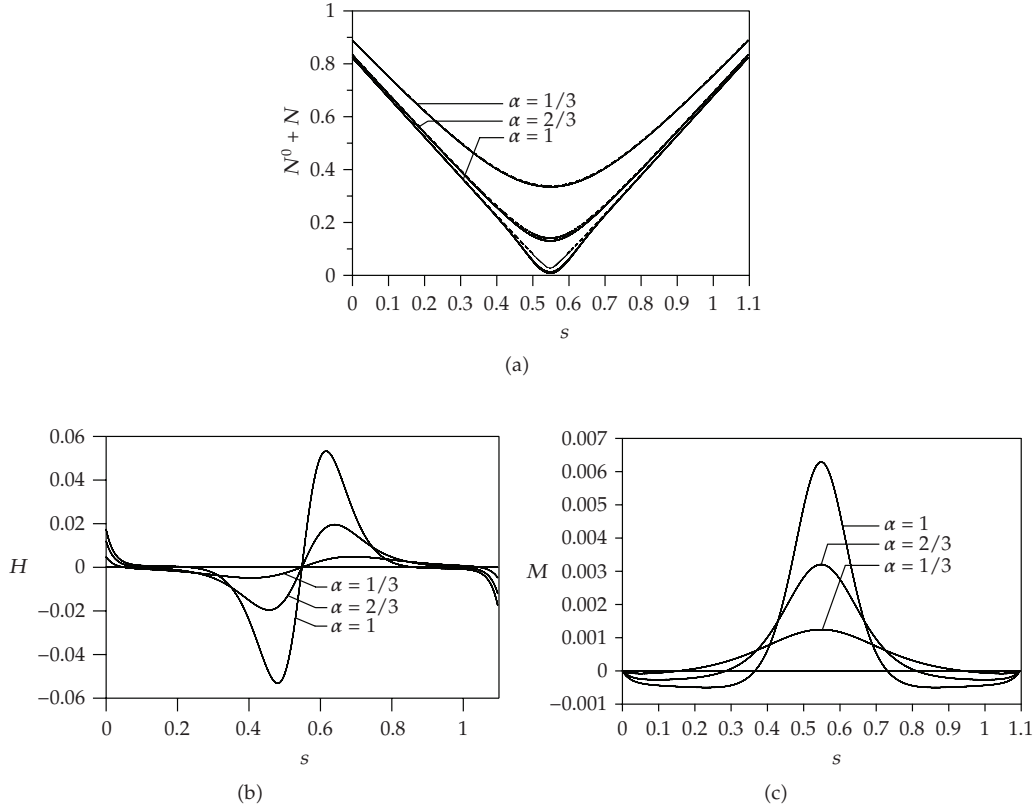 1
0.8
0.6
0.4
0.2
0
N⁰ + N
α = 1/3
α = 2/3
α = 1
0 0.1 0.2 0.3 0.4 0.5 0.6 0.7 0.8 0.9 1 1.1
s
(a)
0.06
0.04
0.02
0
−0.02
−0.04
−0.06
H
α = 1/3
α = 2/3
α = 1
0 0.2 0.4 0.6 0.8 1
s
(b)
0.007
0.006
0.005
0.004
0.003
0.002
0.001
0
−0.001
M
α = 1
α = 2/3
α = 1/3
0 0.1 0.2 0.3 0.4 0.5 0.6 0.7 0.8 0.9 1 1.1
s
(c)